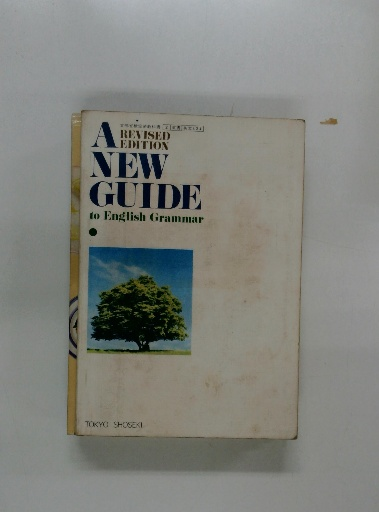 A REVISED
EDITION
NEW
GUIDE
to English Grammar
TOKYO SHOSEKI